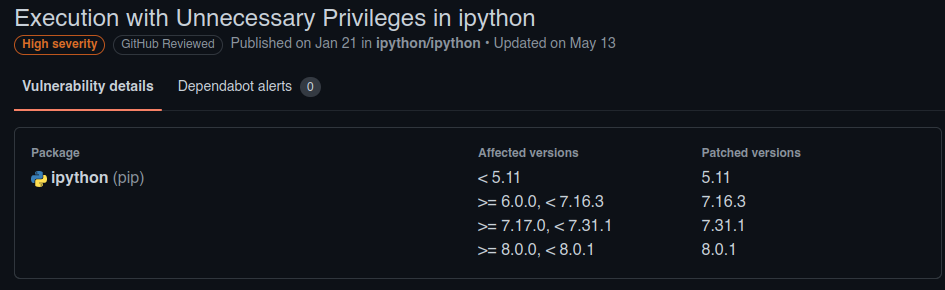 Execution with Unnecessary Privileges in ipython
High severity GitHub Reviewed Published on Jan 21 in ipython/ipython • Updated on May 13
Vulnerability details Dependabot alerts 0
Package Affected versions Patched versions
ipython (pip) < 5.11 5.11
>= 6.0.0, < 7.16.3 7.16.3
>= 7.17.0, < 7.31.1 7.31.1
>= 8.0.0, < 8.0.1 8.0.1